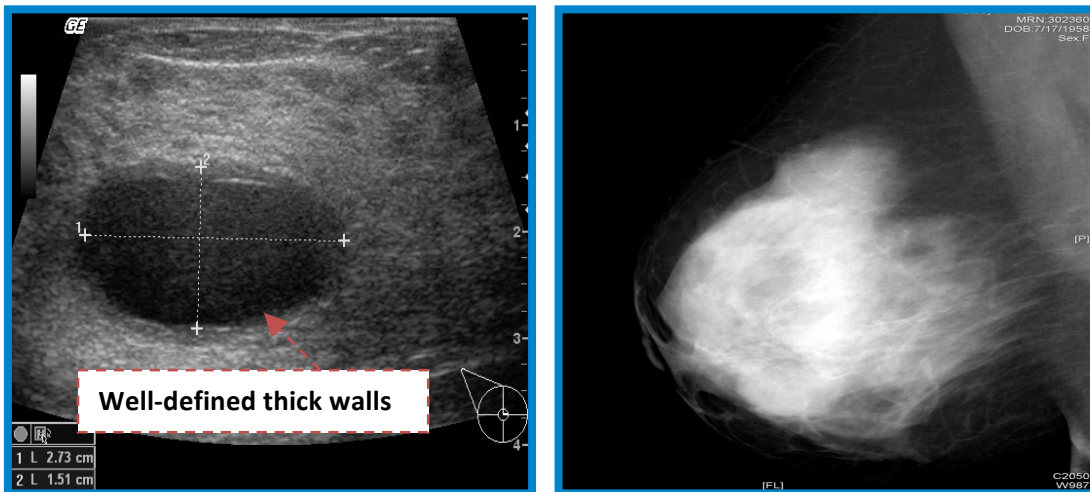 GE
2
1
1
2
3
4
Well-defined thick walls
1 L 2.73 cm
2 L 1.51 cm
MRN:302360
DOB:7/17/1958
Sex:F
[P]
[FL]
C2050
W987